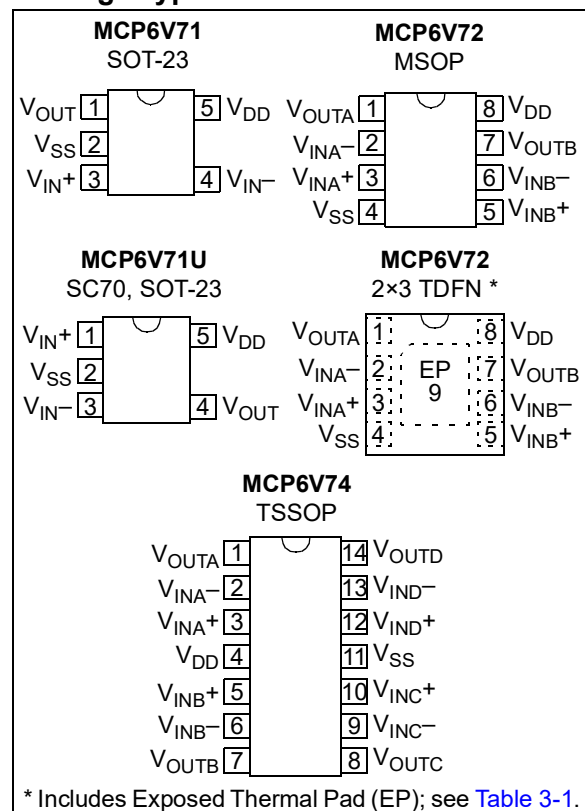 MCP6V71
SOT-23
VOUT 1 5 VDD
VSS 2
VIN+ 3 4 VIN–
MCP6V72
MSOP
VOUTA 1 8 VDD
VINA– 2 7 VOUTB
VINA+ 3 6 VINB–
VSS 4 5 VINB+
MCP6V71U
SC70, SOT-23
VIN+ 1 5 VDD
VSS 2
VIN– 3 4 VOUT
MCP6V72
2×3 TDFN *
VOUTA 1 8 VDD
VINA– 2 EP 7 VOUTB
VINA+ 3 9 6 VINB–
VSS 4 5 VINB+
MCP6V74
TSSOP
VOUTA 1 14 VOUTD
VINA– 2 13 VIND–
VINA+ 3 12 VIND+
VDD 4 11 VSS
VINB+ 5 10 VINC+
VINB– 6 9 VINC–
VOUTB 7 8 VOUTC
* Includes Exposed Thermal Pad (EP); see Table 3-1.